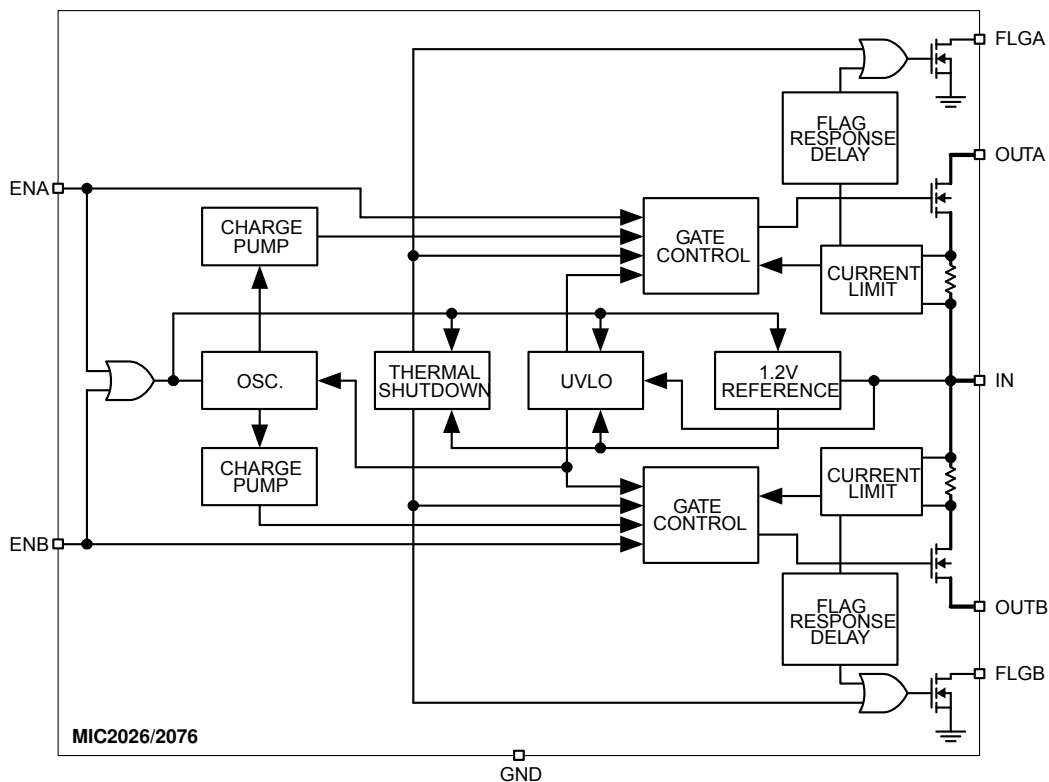 FLGA
FLAG
RESPONSE
DELAY
OUTA
ENA
CHARGE
PUMP
GATE
CONTROL
CURRENT
LIMIT
OSC.
THERMAL
SHUTDOWN
UVLO
1.2V
REFERENCE
IN
CHARGE
PUMP
CURRENT
LIMIT
GATE
CONTROL
ENB
FLAG
RESPONSE
DELAY
OUTB
FLGB
MIC2026/2076
GND